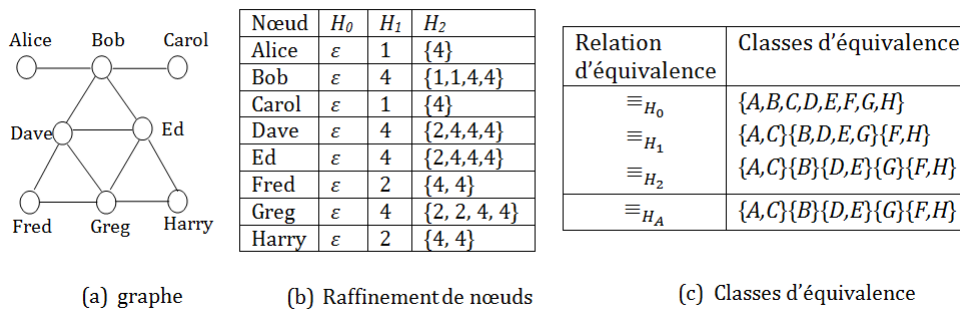 Alice Bob Carol
Dave Ed
Fred Greg Harry
(a) graphe
Nœud H₀ H₁ H₂
Alice ε 1 {4}
Bob ε 4 {1,1,4,4}
Carol ε 1 {4}
Dave ε 4 {2,4,4,4}
Ed ε 4 {2,4,4,4}
Fred ε 2 {4, 4}
Greg ε 4 {2, 2, 4, 4}
Harry ε 2 {4, 4}
(b) Raffinement de nœuds
Relation Classes d'équivalence
d'équivalence
≡H₀ {A,B,C,D,E,F,G,H}
≡H₁ {A,C}{B,D,E,G}{F,H}
≡H₂ {A,C}{B}{D,E}{G}{F,H}
≡H_A {A,C}{B}{D,E}{G}{F,H}
(c) Classes d'équivalence